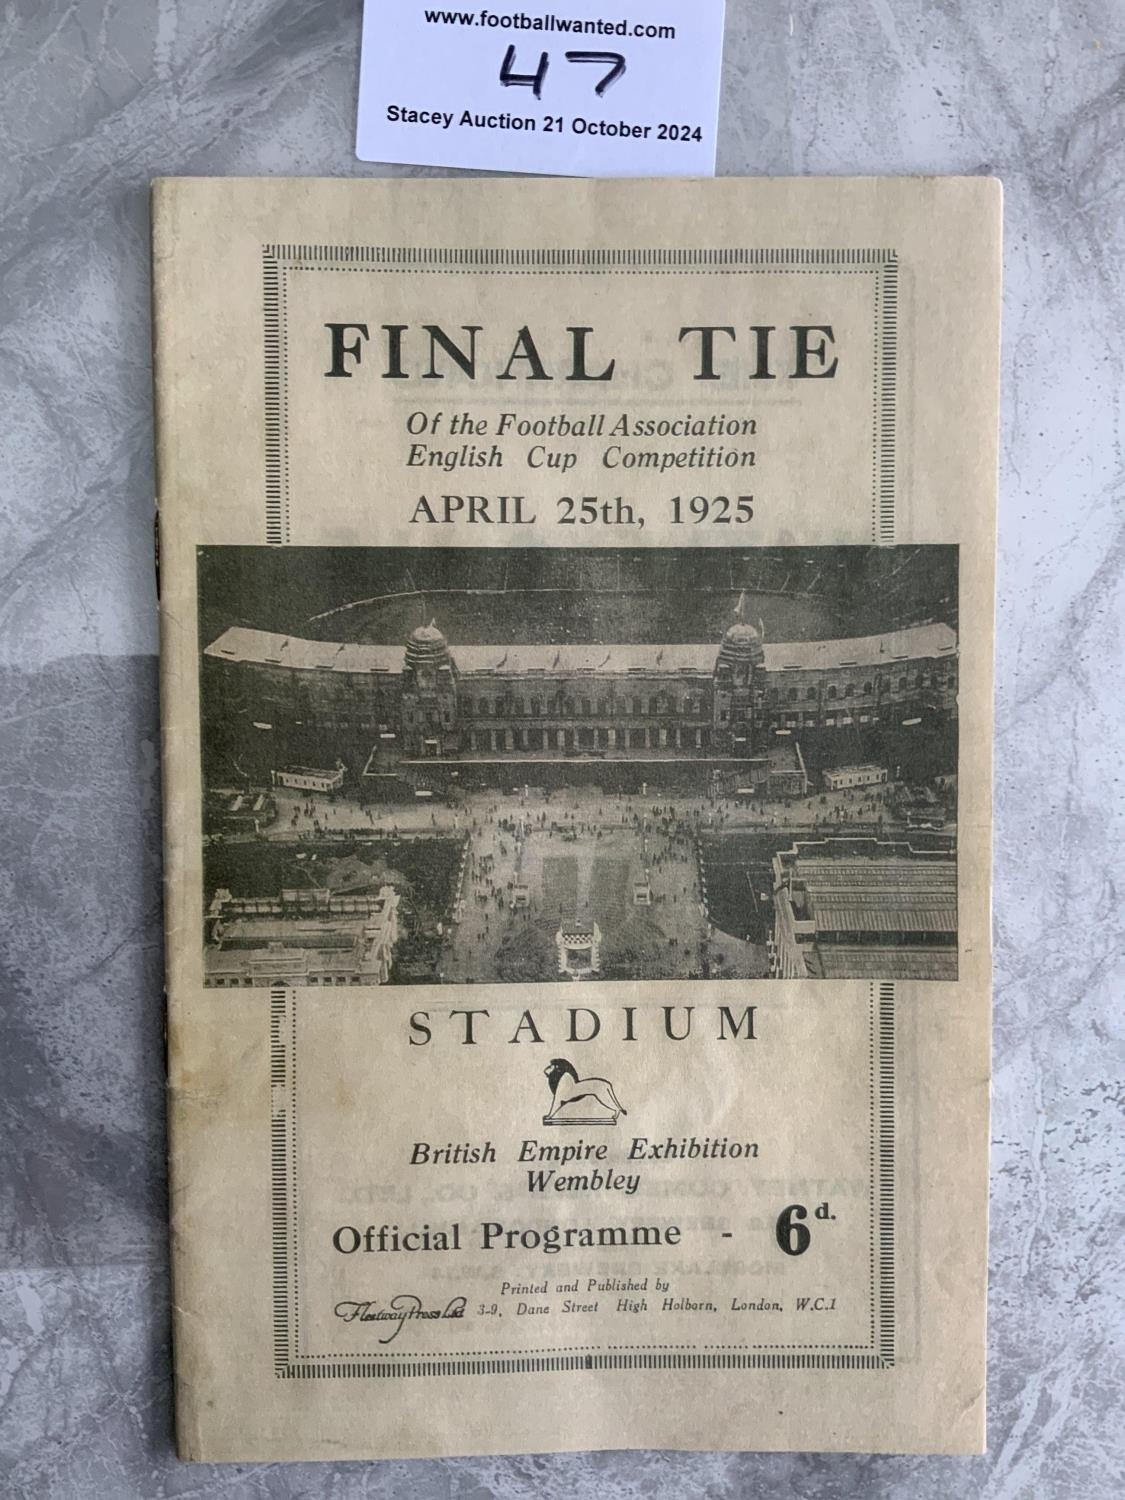 www.footballwanted.com
47
Stacey Auction 21 October 2024
FINAL TIE
Of the Football Association
English Cup Competition
APRIL 25th, 1925
STADIUM
British Empire Exhibition
Wembley
Official Programme - 6d.
Printed and Published by
Fleetway Press Ltd 3-9, Dane Street High Holborn, London, W.C.1